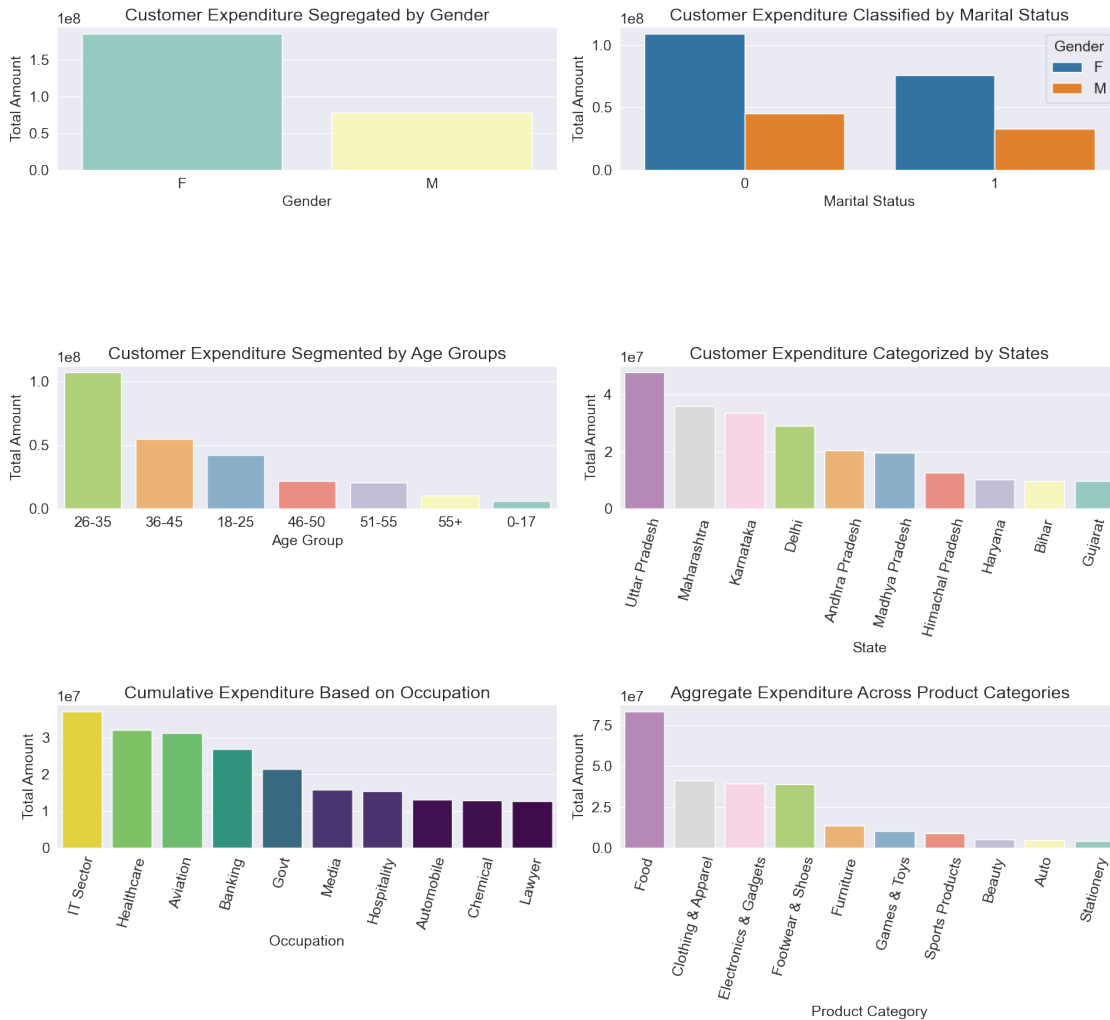 Customer Expenditure Segregated by Gender
1e8
Total Amount
1.5
1.0
0.5
0.0
F
M
Gender
Customer Expenditure Classified by Marital Status
1e8
Total Amount
1.0
0.5
0.0
Gender
F
M
0
1
Marital Status
Customer Expenditure Segmented by Age Groups
1e8
Total Amount
1.0
0.5
0.0
26-35
36-45
18-25
46-50
51-55
55+
0-17
Age Group
Customer Expenditure Categorized by States
1e7
Total Amount
4
2
0
Uttar Pradesh
Maharashtra
Karnataka
Delhi
Andhra Pradesh
Madhya Pradesh
Himachal Pradesh
Haryana
Bihar
Gujarat
State
Cumulative Expenditure Based on Occupation
1e7
Total Amount
3
2
1
0
IT Sector
Healthcare
Aviation
Banking
Govt
Media
Hospitality
Automobile
Chemical
Lawyer
Occupation
Aggregate Expenditure Across Product Categories
1e7
Total Amount
7.5
5.0
2.5
0.0
Food
Clothing & Apparel
Electronics & Gadgets
Footwear & Shoes
Furniture
Games & Toys
Sports Products
Beauty
Auto
Stationery
Product Category